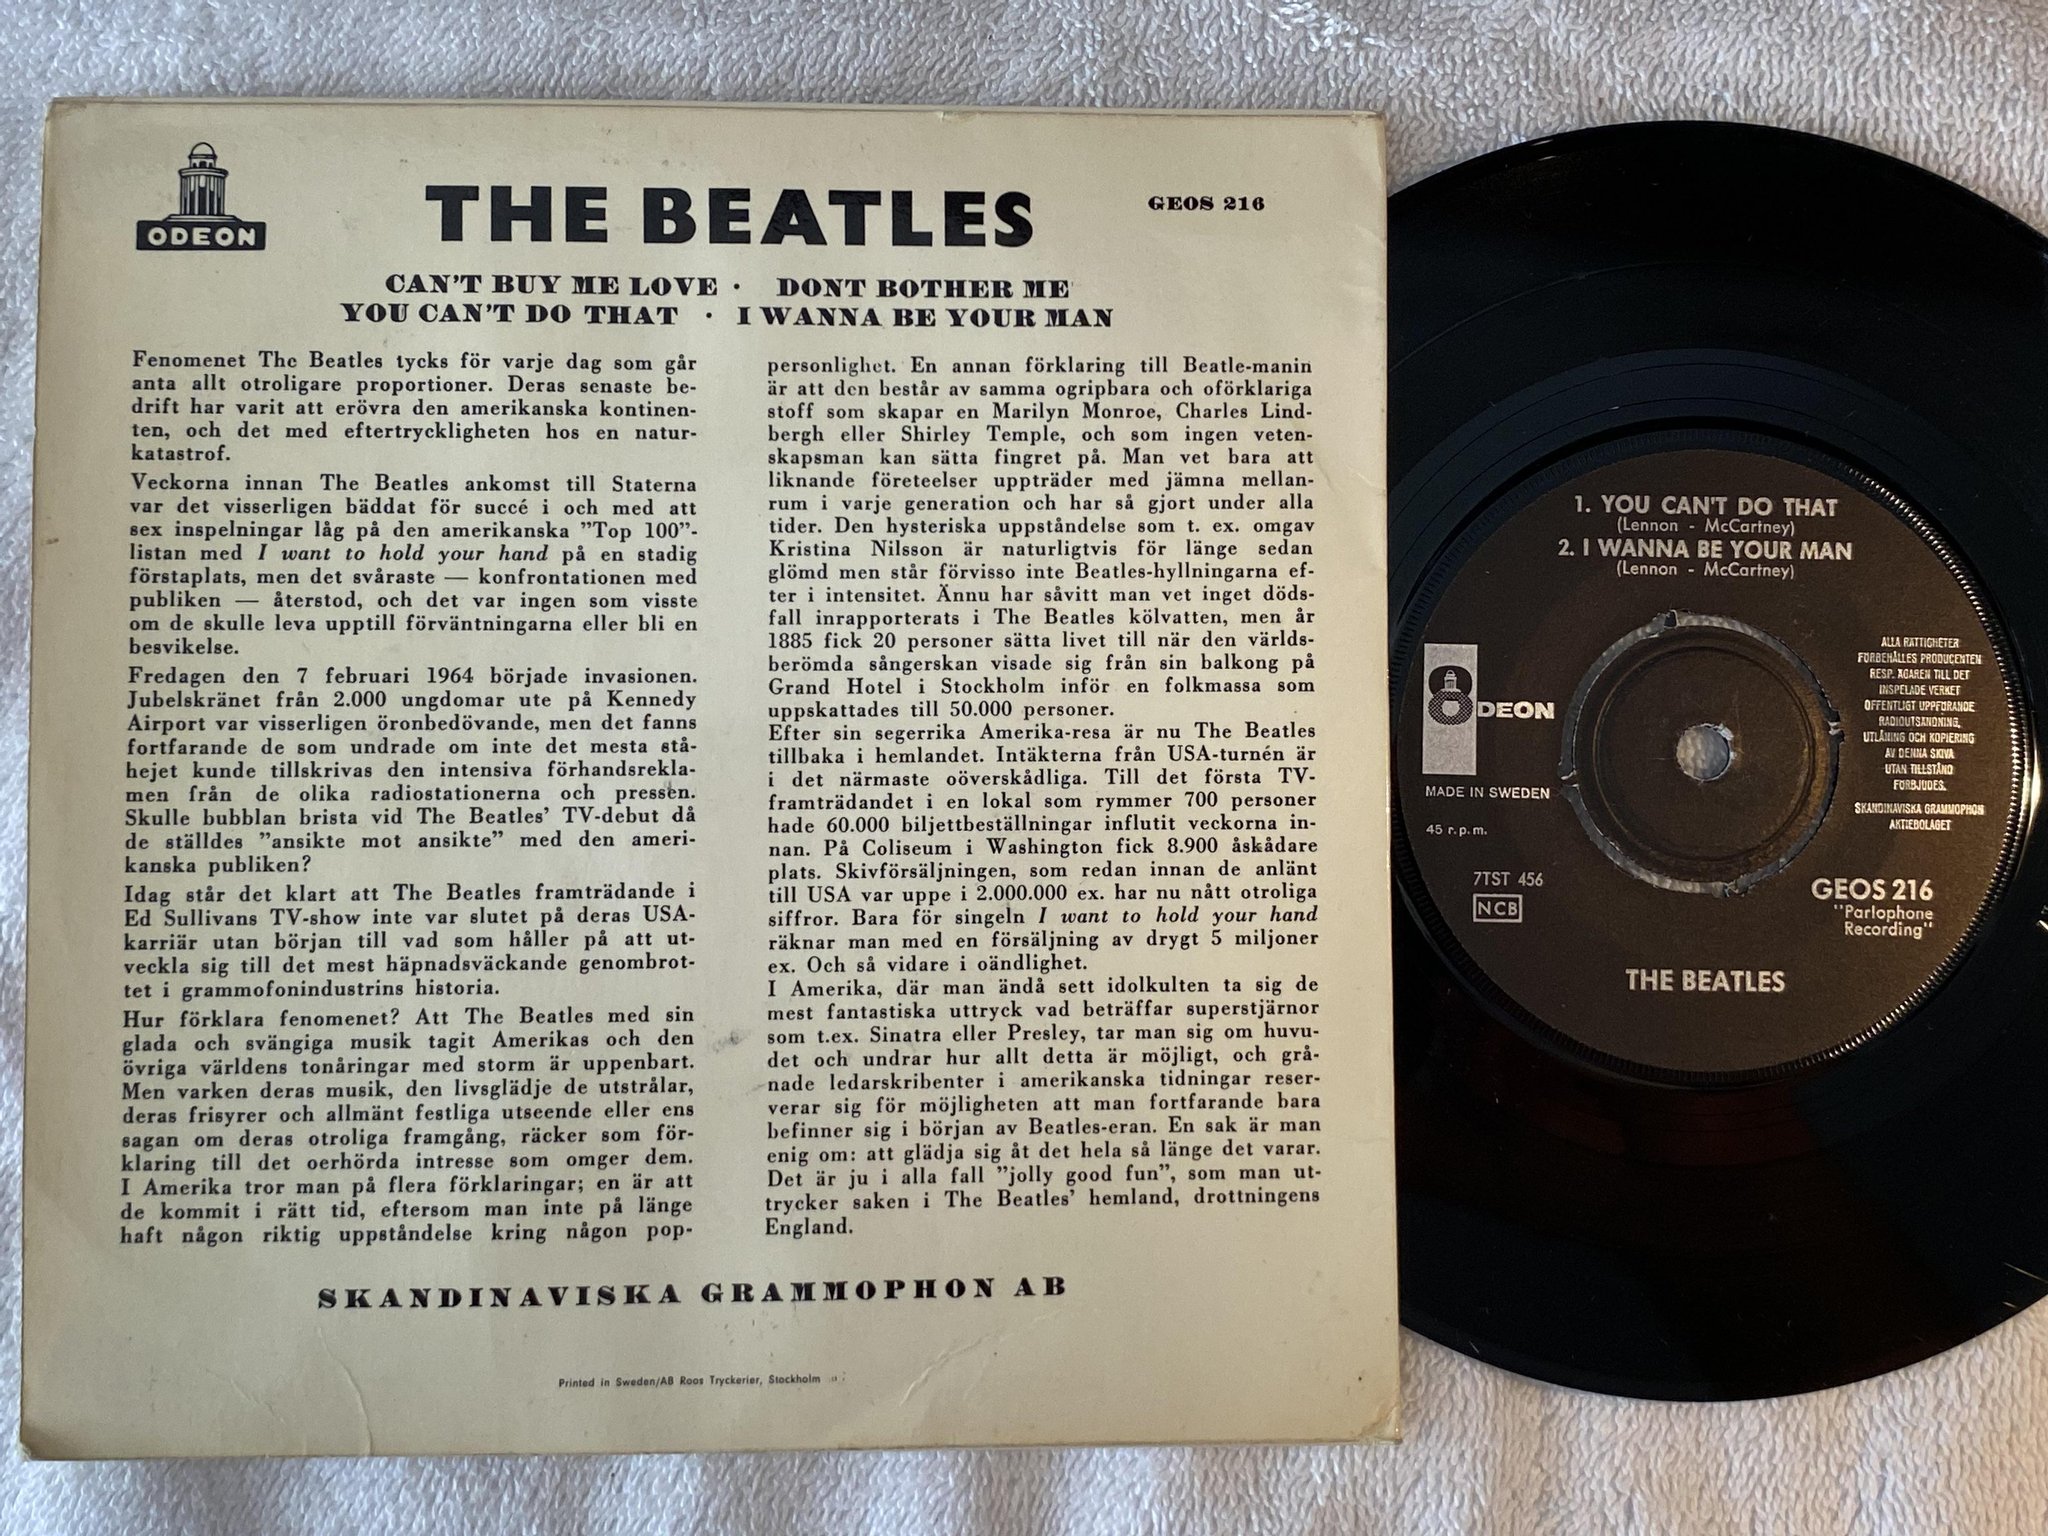 ODEON
THE BEATLES
GEOS 216
CAN'T BUY ME LOVE · DONT BOTHER ME
YOU CAN'T DO THAT · I WANNA BE YOUR MAN
Fenomenet The Beatles tycks för varje dag som går
anta allt otroligare proportioner. Deras senaste be-
drift har varit att erövra den amerikanska kontinen-
ten, och det med eftertryckligheten hos en natur-
katastrof.
Veckorna innan The Beatles ankomst till Staterna
var det visserligen bäddat för succé i och med att
sex inspelningar låg på den amerikanska ”Top 100”-
listan med I want to hold your hand på en stadig
förstaplats, men det svåraste — konfrontationen med
publiken — återstod, och det var ingen som visste
om de skulle leva upptill förväntningarna eller bli en
besvikelse.
Fredagen den 7 februari 1964 började invasionen.
Jubelskränet från 2.000 ungdomar ute på Kennedy
Airport var visserligen öronbedövande, men det fanns
fortfarande de som undrade om inte det mesta stå-
hejet kunde tillskrivas den intensiva förhandsrekla-
men från de olika radiostationerna och pressen.
Skulle bubblan brista vid The Beatles’ TV-debut då
de ställdes ”ansikte mot ansikte” med den ameri-
kanska publiken?
Idag står det klart att The Beatles framträdande i
Ed Sullivans TV-show inte var slutet på deras USA-
karriär utan början till vad som håller på att ut-
veckla sig till det mest häpnadsväckande genombrot-
tet i grammofonindustrins historia.
Hur förklara fenomenet? Att The Beatles med sin
glada och svängiga musik tagit Amerikas och den
övriga världens tonåringar med storm är uppenbart.
Men varken deras musik, den livsglädje de utstrålar,
deras frisyrer och allmänt festliga utseende eller ens
sagan om deras otroliga framgång, räcker som för-
klaring till det oerhörda intresse som omger dem.
I Amerika tror man på flera förklaringar; en är att
de kommit i rätt tid, eftersom man inte på länge
haft någon riktig uppståndelse kring någon pop-
personlighet. En annan förklaring till Beatle-manin
är att den består av samma ogripbara och oförklariga
stoff som skapar en Marilyn Monroe, Charles Lind-
bergh eller Shirley Temple, och som ingen veten-
skapsman kan sätta fingret på. Man vet bara att
liknande företeelser uppträder med jämna mellan-
rum i varje generation och har så gjort under alla
tider. Den hysteriska uppståndelse som t. ex. omgav
Kristina Nilsson är naturligtvis för länge sedan
glömd men står förvisso inte Beatles-hyllningarna ef-
ter i intensitet. Ännu har såvitt man vet inget döds-
fall inrapporterats i The Beatles kölvatten, men år
1885 fick 20 personer sätta livet till när den världs-
berömda sångerskan visade sig från sin balkong på
Grand Hotel i Stockholm inför en folkmassa som
uppskattades till 50.000 personer.
Efter sin segerrika Amerika-resa är nu The Beatles
tillbaka i hemlandet. Intäkterna från USA-turnén är
i det närmaste oöverskådliga. Till det första TV-
framträdandet i en lokal som rymmer 700 personer
hade 60.000 biljettbeställningar influtit veckorna in-
nan. På Coliseum i Washington fick 8.900 åskådare
plats. Skivförsäljningen, som redan innan de anlänt
till USA var uppe i 2.000.000 ex. har nu nått otroliga
siffror. Bara för singeln I want to hold your hand
räknar man med en försäljning av drygt 5 miljoner
ex. Och så vidare i oändlighet.
I Amerika, där man ändå sett idolkulten ta sig de
mest fantastiska uttryck vad beträffar superstjärnor
som t.ex. Sinatra eller Presley, tar man sig om huvu-
det och undrar hur allt detta är möjligt, och grå-
nade ledarskribenter i amerikanska tidningar reser-
verar sig för möjligheten att man fortfarande bara
befinner sig i början av Beatles-eran. En sak är man
enig om: att glädja sig åt det hela så länge det varar.
Det är ju i alla fall ”jolly good fun”, som man ut-
trycker saken i The Beatles’ hemland, drottningens
England.
SKANDINAVISKA GRAMMOPHON AB
Printed in Sweden/AB Roos Tryckerier, Stockholm
1. YOU CAN'T DO THAT
(Lennon - McCartney)
2. I WANNA BE YOUR MAN
(Lennon - McCartney)
ODEON
MADE IN SWEDEN
45 r.p.m.
7TST 456
NCB
ALLA RÄTTIGHETER
FÖRBEHÅLLES PRODUCENTEN
RESP. ÄGAREN TILL DET
INSPELADE VERKET
OFFENTLIGT UPPFÖRANDE
RADIOUTSÄNDNING,
UTLÅNING OCH KOPIERING
AV DENNA SKIVA
UTAN TILLSTÅND
FÖRBJUDES.
SKANDINAVISKA GRAMMOPHON
AKTIEBOLAGET
GEOS 216
"Parlophone
Recording"
THE BEATLES